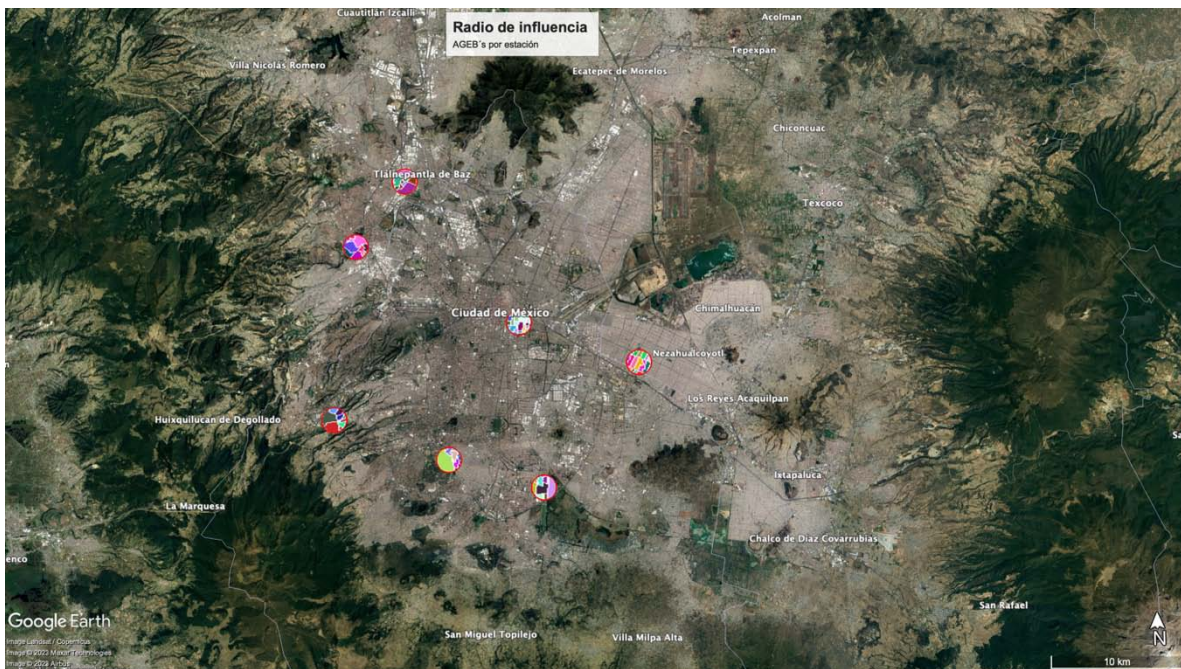 Cuautitlán Izcalli
Radio de influencia
AGEB´s por estación
Acolman
Tepexpan
Villa Nicolás Romero
Ecatepec de Morelos
Chiconcuac
Tlalnepantla de Baz
Texcoco
Ciudad de México
Chimalhuacán
Nezahualcoyotl
Los Reyes Acaquilpan
Huixquilucan de Degollado
Ixtapaluca
La Marquesa
Chalco de Díaz Covarrubias
enco
San Rafael
Google Earth
San Miguel Topilejo
Villa Milpa Alta
Image Landsat / Copernicus
Image © 2023 Maxar Technologies
Image © 2023 Airbus
N
10 km